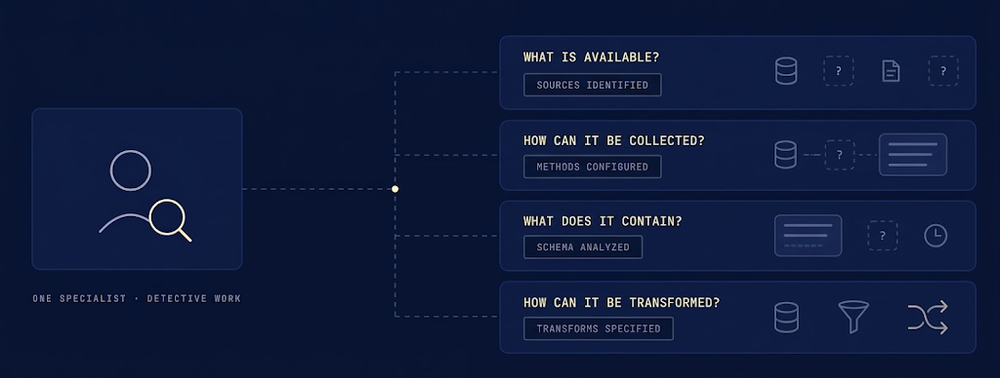 WHAT IS AVAILABLE?
SOURCES IDENTIFIED
? ?
HOW CAN IT BE COLLECTED?
METHODS CONFIGURED
?
WHAT DOES IT CONTAIN?
SCHEMA ANALYZED
?
HOW CAN IT BE TRANSFORMED?
TRANSFORMS SPECIFIED
ONE SPECIALIST · DETECTIVE WORK